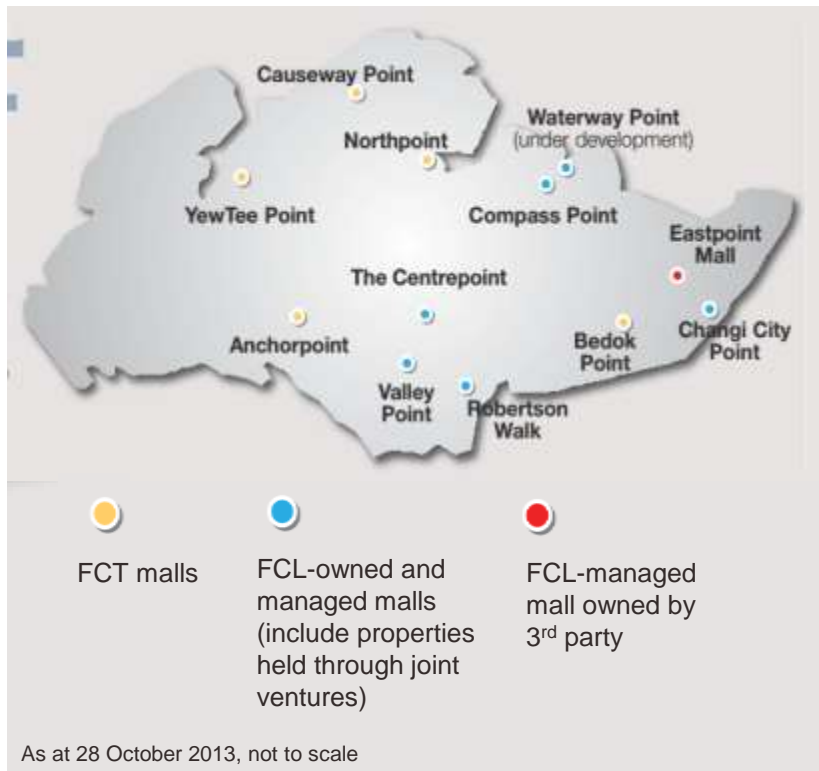 Causeway Point
Northpoint
Waterway Point
(under development)
YewTee Point
Compass Point
Eastpoint
Mall
The Centrepoint
Anchorpoint
Bedok
Point
Changi City
Point
Valley
Point
Robertson
Walk
FCT malls
FCL-owned and
managed malls
(include properties
held through joint
ventures)
FCL-managed
mall owned by
3rd party
As at 28 October 2013, not to scale